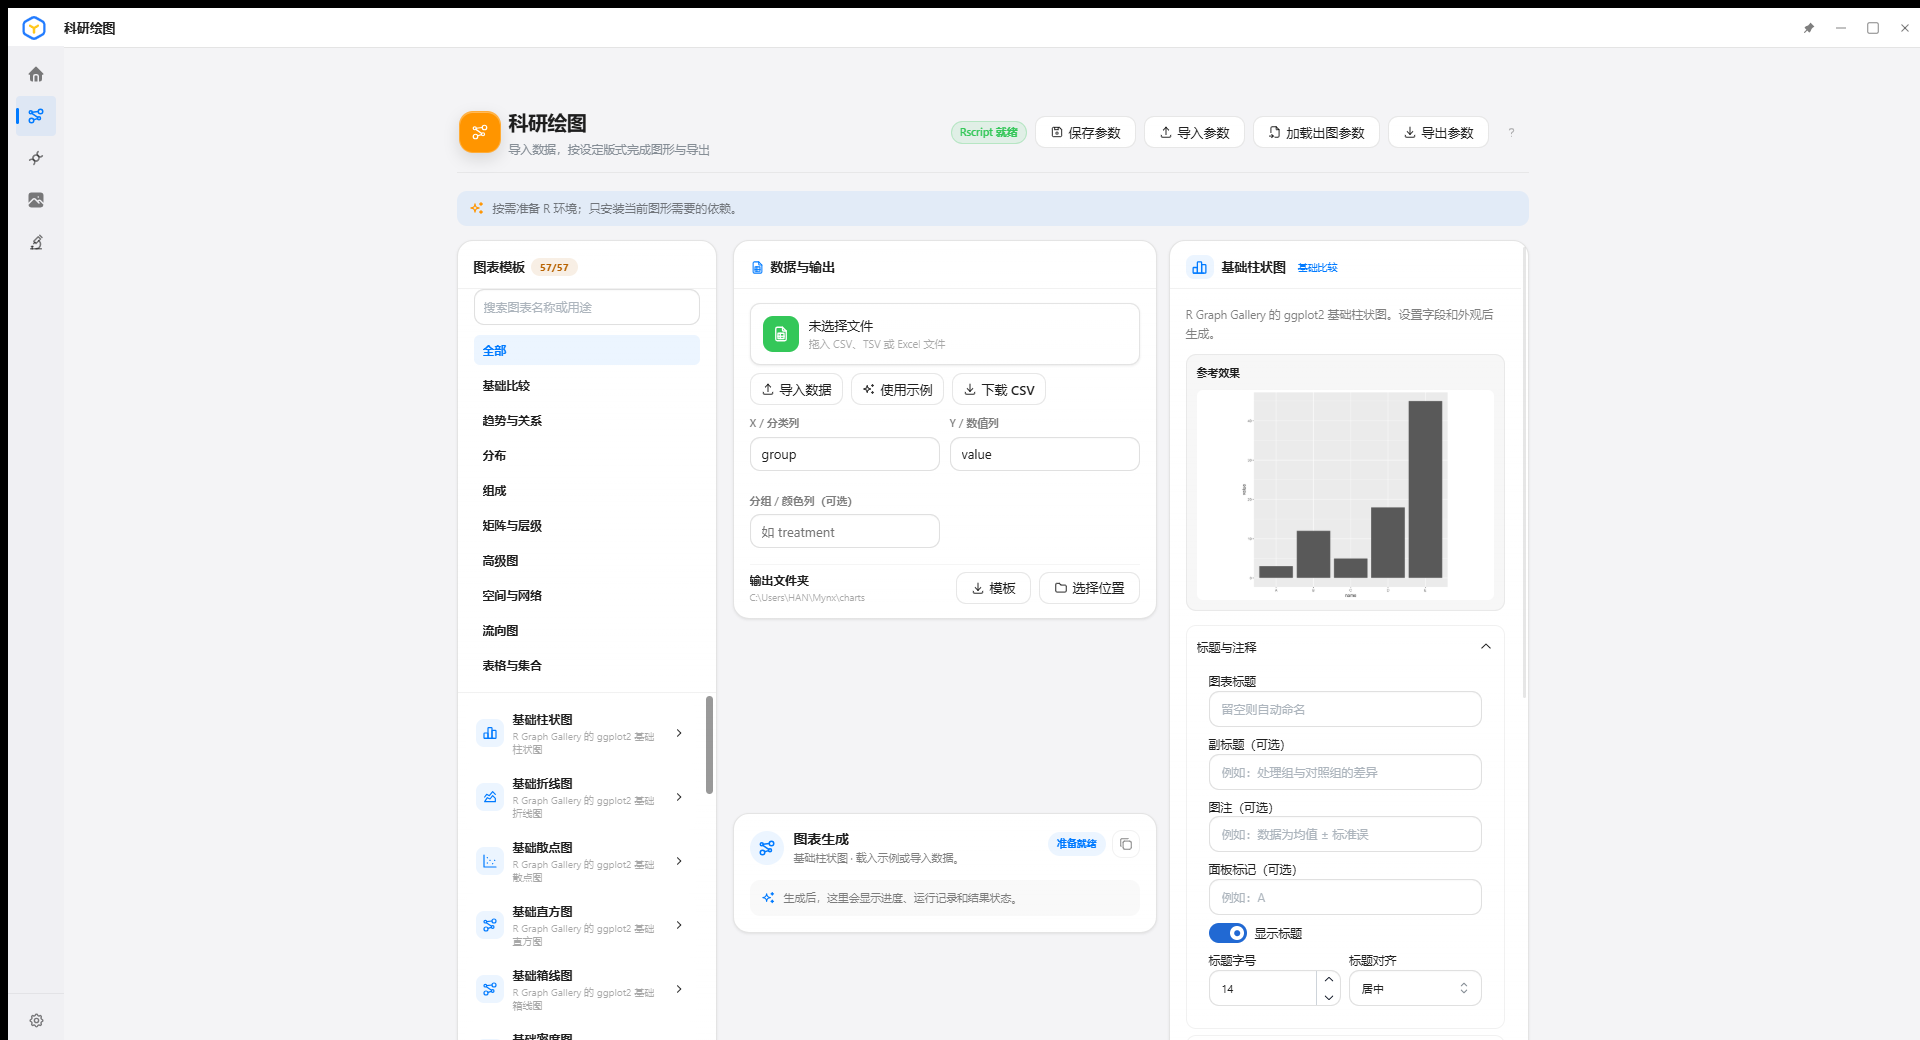 科研绘图
科研绘图
导入数据，按设定版式完成图形与导出
Rscript 就绪
保存参数
导入参数
加载出图参数
导出参数
?
按需准备 R 环境；只安装当前图形需要的依赖。
图表模板 57/57
搜索图表名称或用途
全部
基础比较
趋势与关系
分布
组成
矩阵与层级
高级图
空间与网络
流向图
表格与集合
基础柱状图
R Graph Gallery 的 ggplot2 基础
柱状图
基础折线图
R Graph Gallery 的 ggplot2 基础
折线图
基础散点图
R Graph Gallery 的 ggplot2 基础
散点图
基础直方图
R Graph Gallery 的 ggplot2 基础
直方图
基础箱线图
R Graph Gallery 的 ggplot2 基础
箱线图
基础密度图
数据与输出
未选择文件
拖入 CSV、TSV 或 Excel 文件
导入数据
使用示例
下载 CSV
X / 分类列
Y / 数值列
group
value
分组 / 颜色列（可选）
如 treatment
输出文件夹
C:\Users\HAN\Mynx\charts
模板
选择位置
图表生成
基础柱状图 · 载入示例或导入数据。
准备就绪
生成后，这里会显示进度、运行记录和结果状态。
基础柱状图 基础比较
R Graph Gallery 的 ggplot2 基础柱状图。设置字段和外观后
生成。
参考效果
value
name
标题与注释
图表标题
留空则自动命名
副标题（可选）
例如：处理组与对照组的差异
图注（可选）
例如：数据为均值 ± 标准误
面板标记（可选）
例如：A
显示标题
标题字号
标题对齐
14
居中